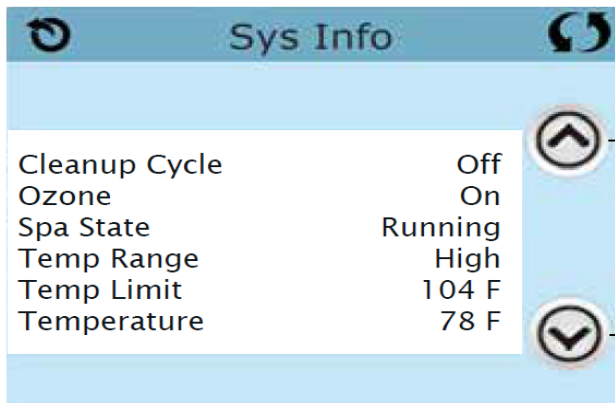 Sys Info
Cleanup Cycle Off
Ozone On
Spa State Running
Temp Range High
Temp Limit 104 F
Temperature 78 F